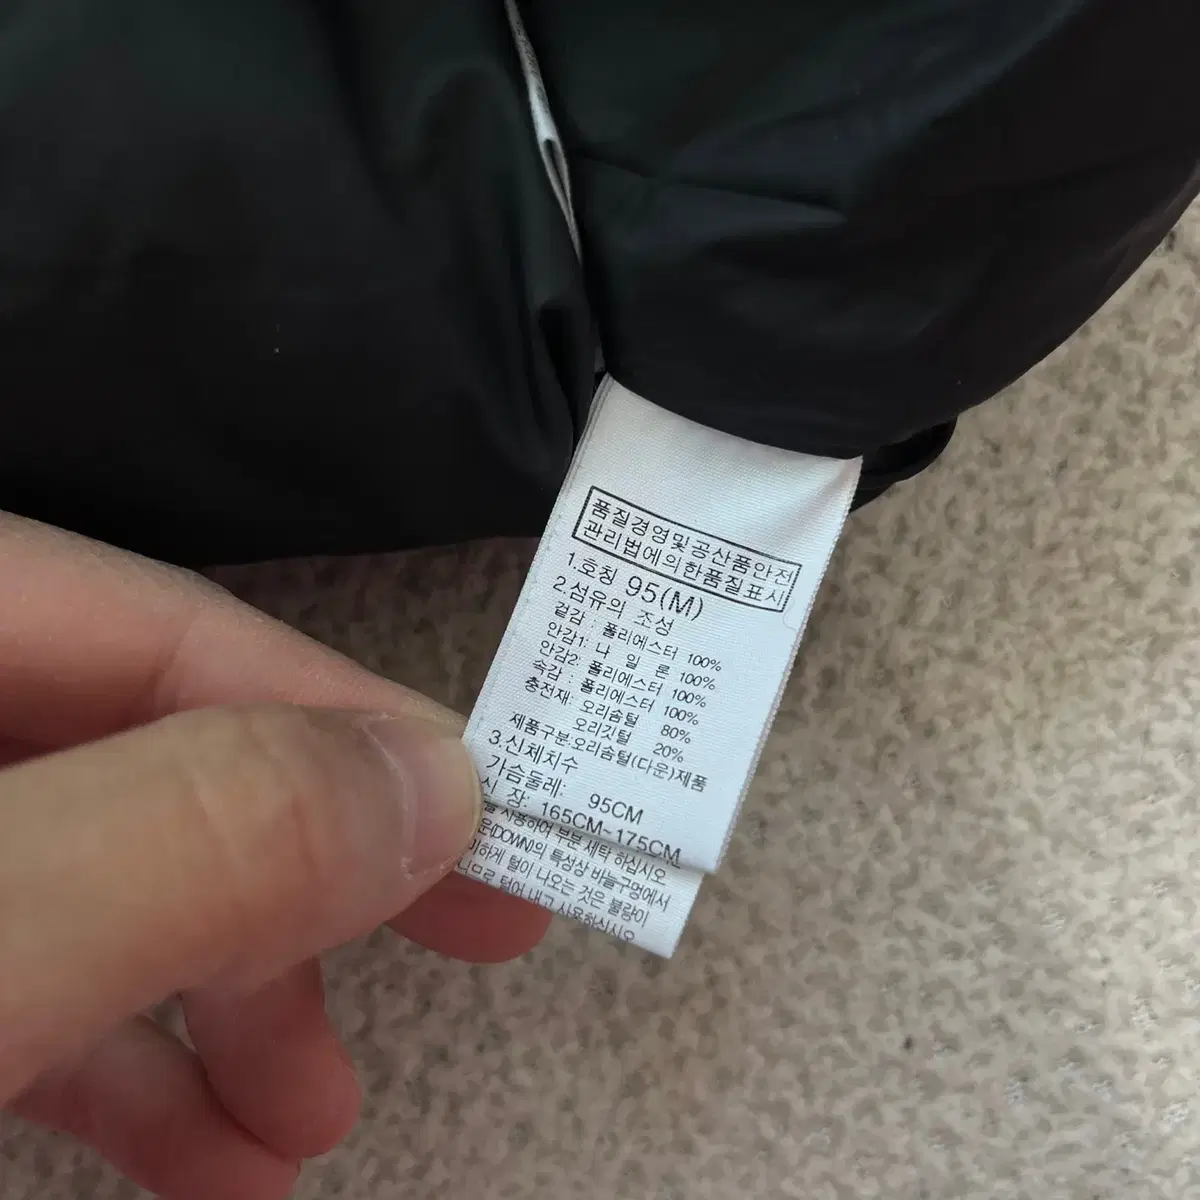 품질경영및공산품안전
관리법에의한품질표시
1.호칭 95(M)
2.섬유의 조성
겉감 : 폴리에스터 100%
안감1: 나 일 론 100%
안감2: 폴리에스터 100%
속감 : 폴리에스터 100%
충전재: 오리솜털 80%
오리깃털 20%
제품구분:오리솜털(다운)제품
3.신체치수
가슴둘레: 95CM
장: 165CM~175CM
사용하여 부분 세탁 하십시오
(DOWN)의 특성상 바늘구멍에서
털이 나오는 것은 불량이
털어 내고 사용하십시오